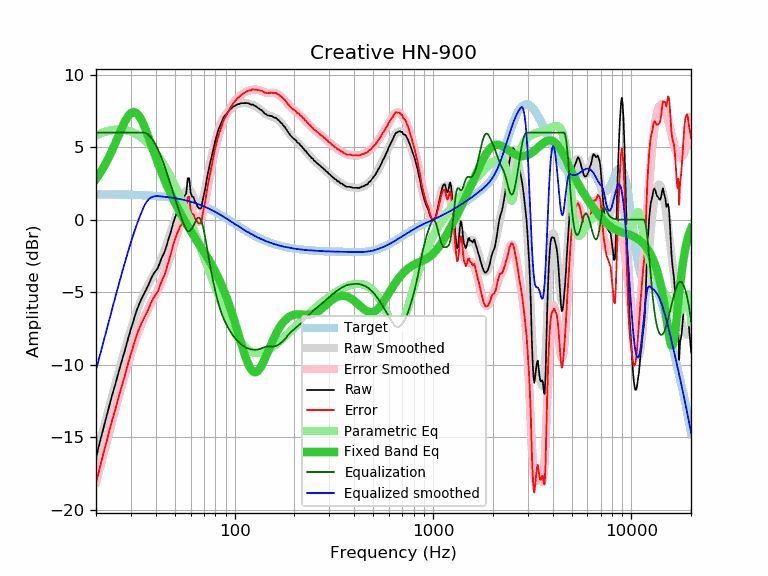 Creative HN-900
10
5
0
−5
−10
−15
−20
Amplitude (dBr)
Target
Raw Smoothed
Error Smoothed
Raw
Error
Parametric Eq
Fixed Band Eq
Equalization
Equalized smoothed
100 1000 10000
Frequency (Hz)